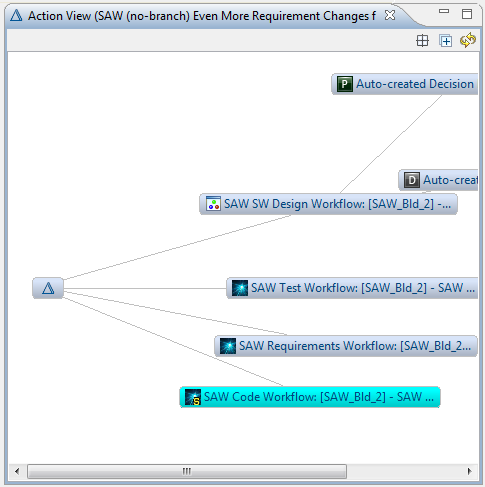 Action View (SAW (no-branch) Even More Requirement Changes f
P Auto-created Decision
D Auto-creat
SAW SW Design Workflow: [SAW_Bld_2] -...
SAW Test Workflow: [SAW_Bld_2] - SAW ...
SAW Requirements Workflow: [SAW_Bld_2...
S SAW Code Workflow: [SAW_Bld_2] - SAW ...